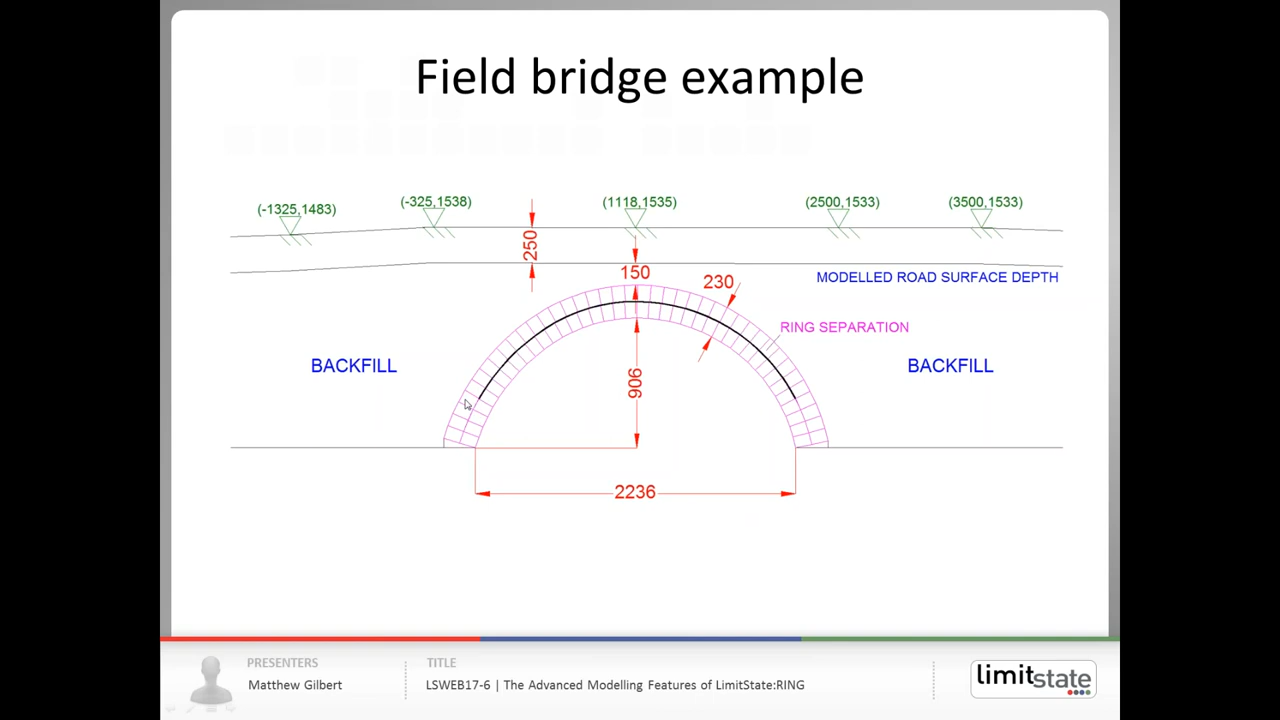 Field bridge example
(-1325,1483)
(-325,1538)
(1118,1535)
(2500,1533)
(3500,1533)
250
150
230
MODELLED ROAD SURFACE DEPTH
RING SEPARATION
BACKFILL
906
BACKFILL
2236
PRESENTERS
Matthew Gilbert
TITLE
LSWEB17-6 | The Advanced Modelling Features of LimitState:RING
limitstate